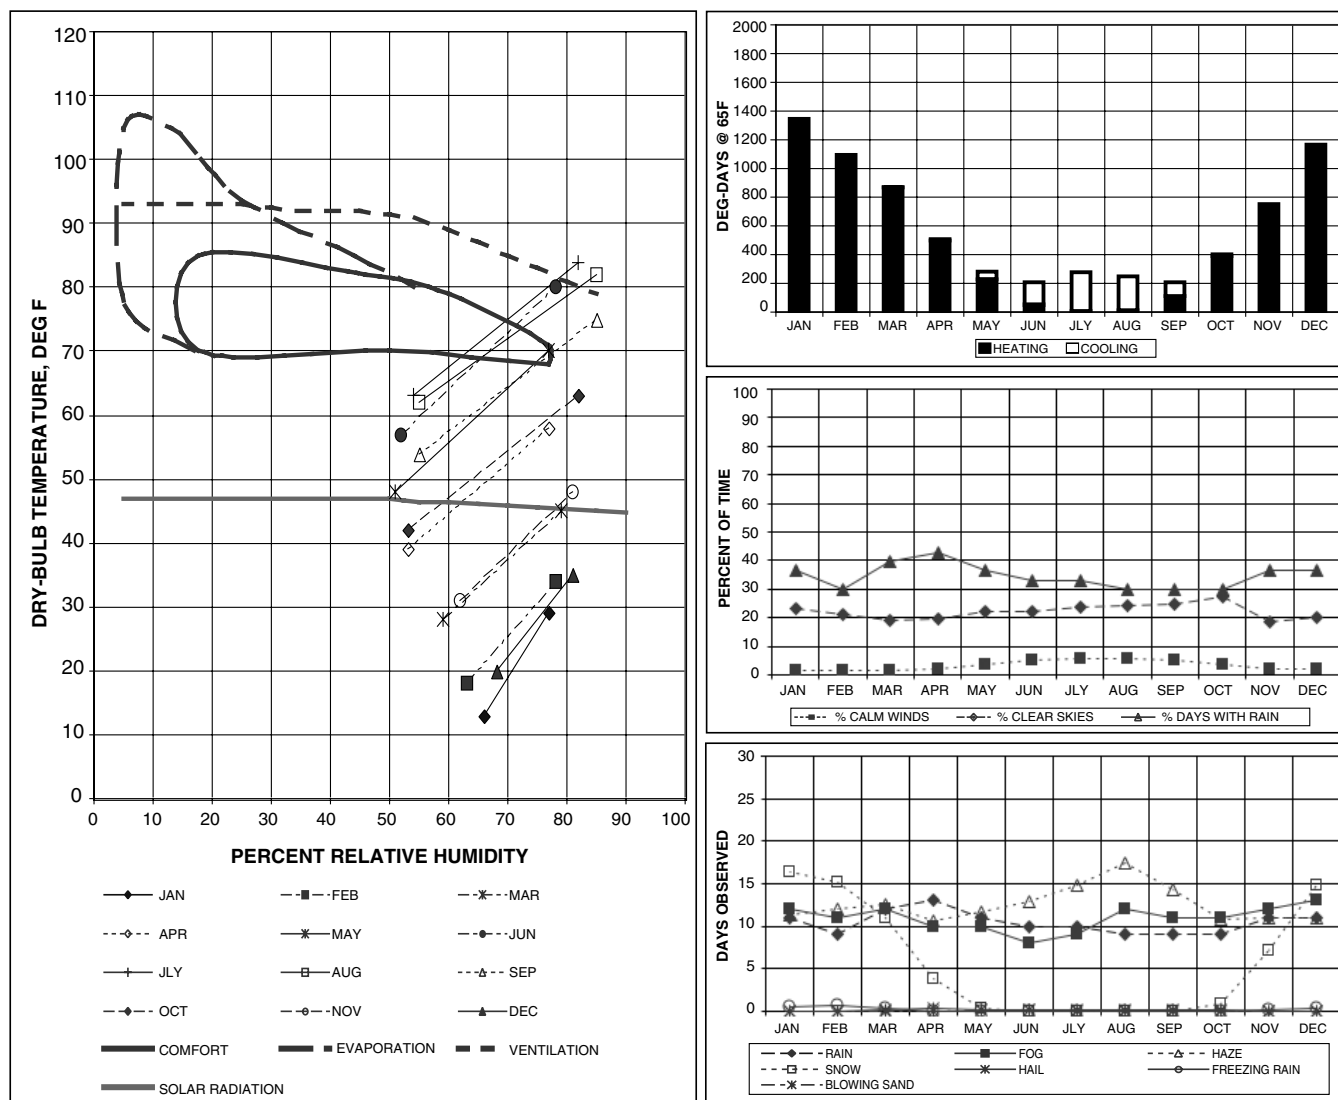 120
110
100
90
80
70
60
50
40
30
20
10
0
DRY-BULB TEMPERATURE, DEG F
0 10 20 30 40 50 60 70 80 90 100
PERCENT RELATIVE HUMIDITY
JAN FEB MAR
APR MAY JUN
JLY AUG SEP
OCT NOV DEC
COMFORT EVAPORATION VENTILATION
SOLAR RADIATION
2000
1800
1600
1400
1200
1000
800
600
400
200
0
DEG-DAYS @ 65F
JAN FEB MAR APR MAY JUN JLY AUG SEP OCT NOV DEC
HEATING COOLING
100
90
80
70
60
50
40
30
20
10
0
PERCENT OF TIME
JAN FEB MAR APR MAY JUN JLY AUG SEP OCT NOV DEC
% CALM WINDS % CLEAR SKIES % DAYS WITH RAIN
30
25
20
15
10
5
0
DAYS OBSERVED
JAN FEB MAR APR MAY JUN JLY AUG SEP OCT NOV DEC
RAIN FOG HAZE
SNOW HAIL FREEZING RAIN
BLOWING SAND